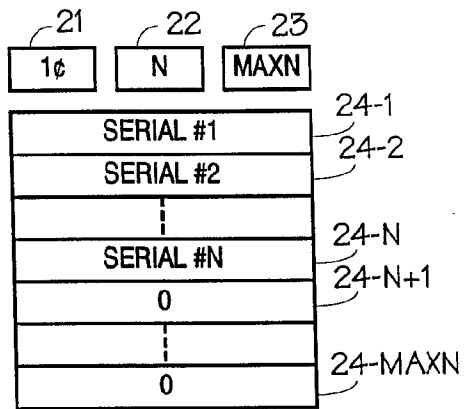 21 22 23
1¢ N MAXN
SERIAL #1 24-1
SERIAL #2 24-2
SERIAL #N 24-N
0 24-N+1
0 24-MAXN